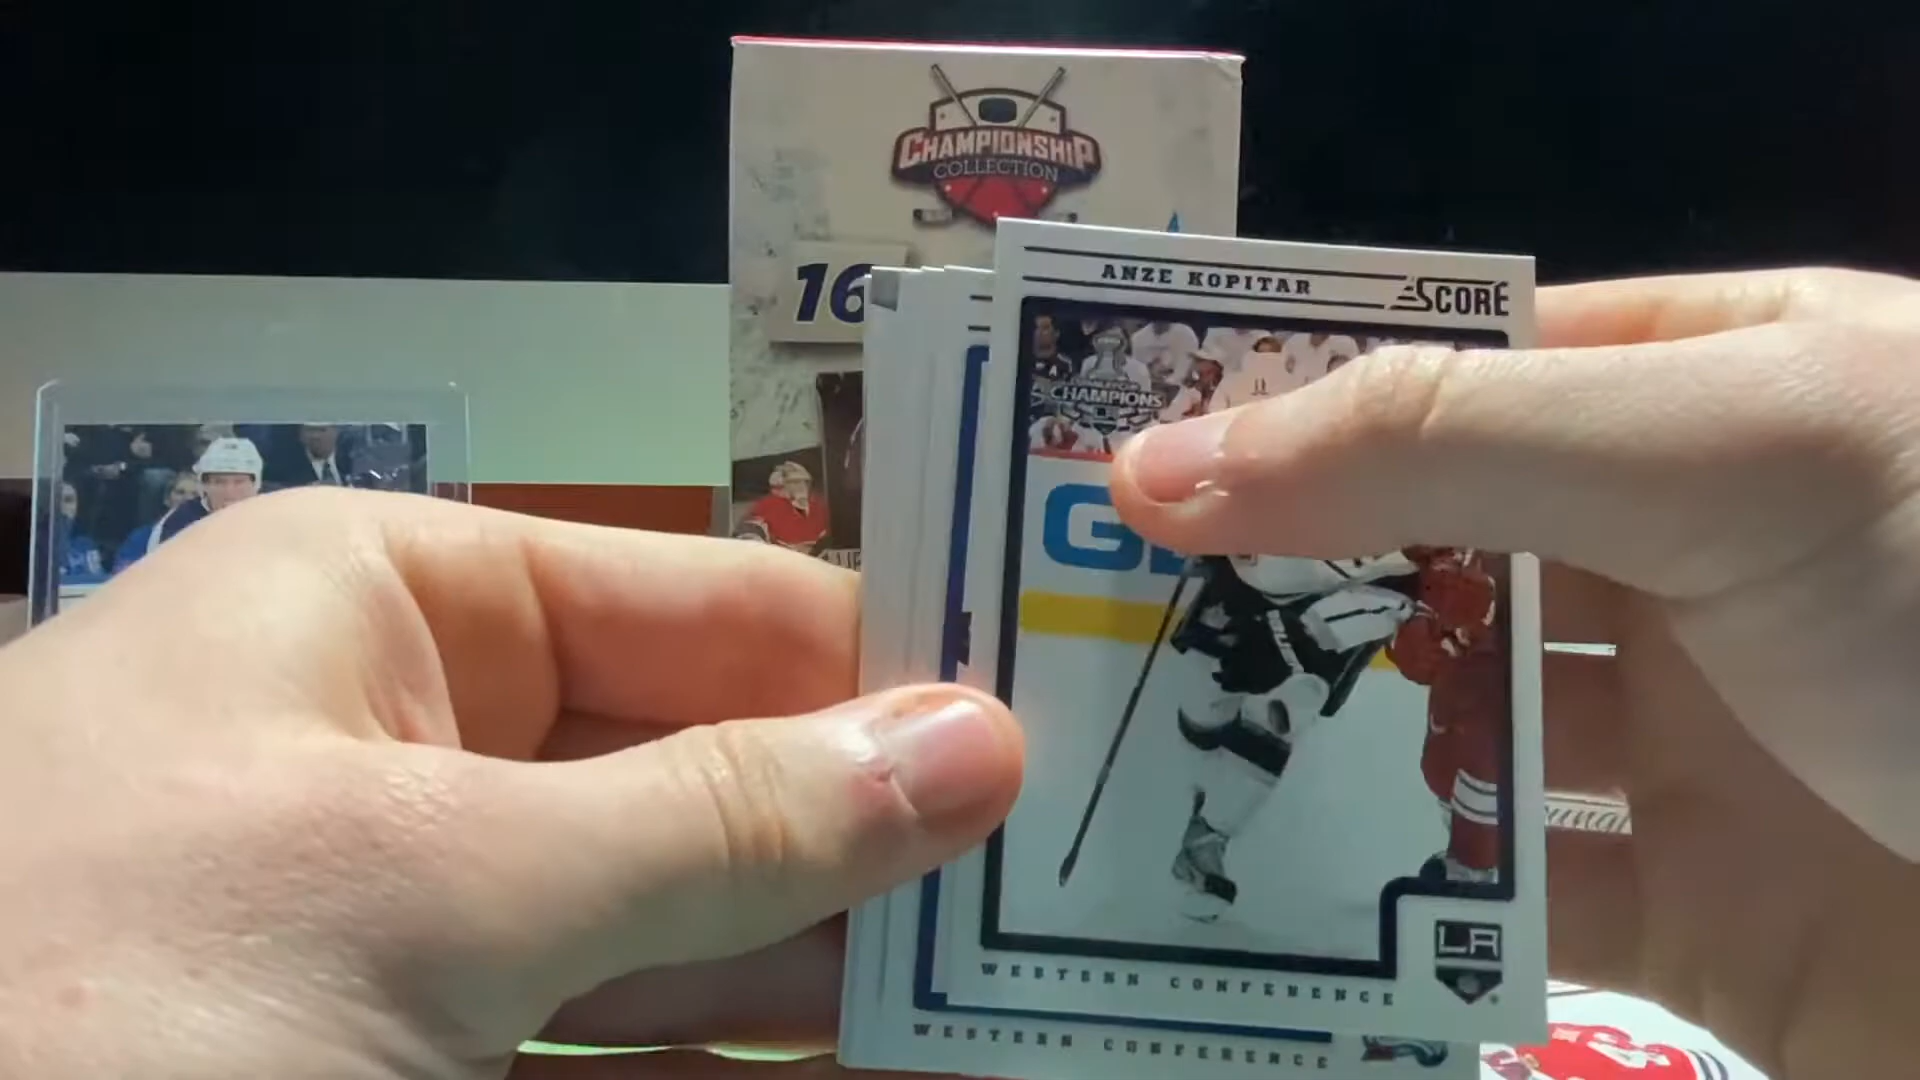 CHAMPIONSHIP
COLLECTION
16
ANZE KOPITAR
SCORE
CHAMPIONS
G
LA
WESTERN CONFERENCE
WESTERN CONFERENCE